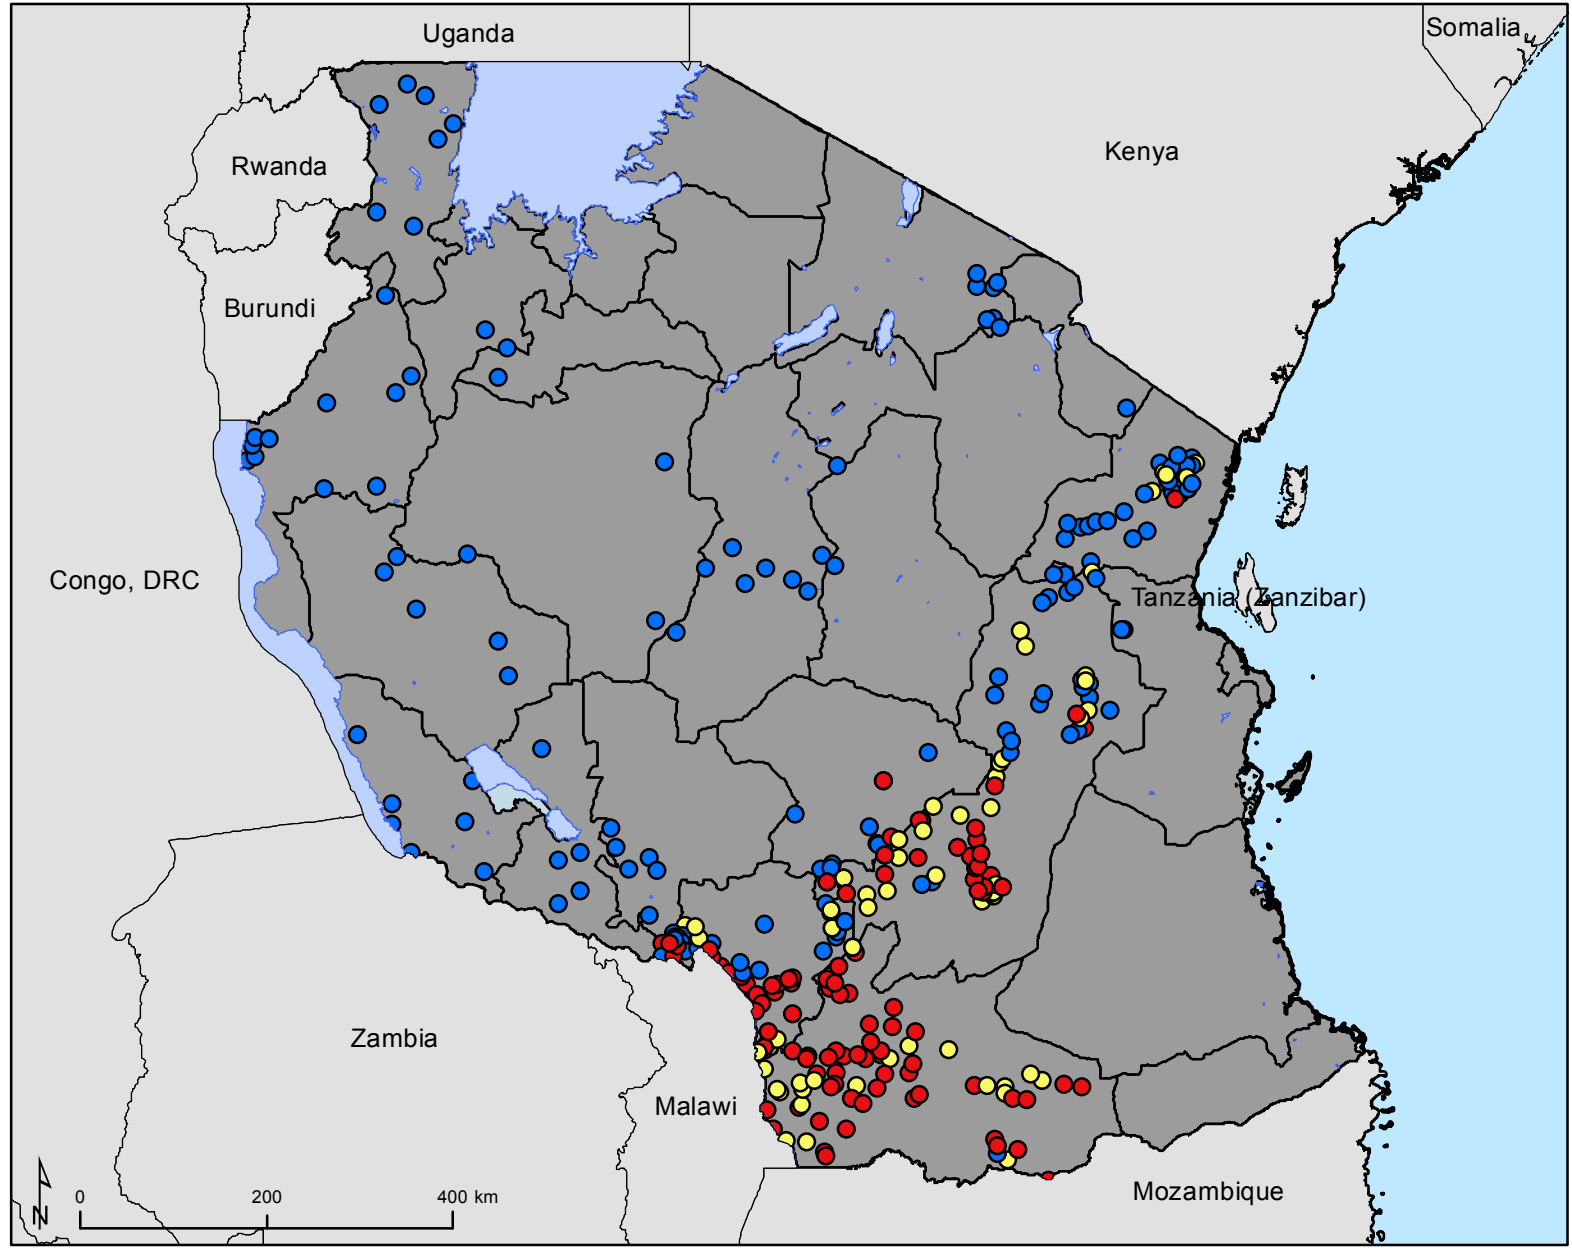 Uganda
Somalia
Kenya
Rwanda
Burundi
Congo, DRC
Tanzania (Zanzibar)
Zambia
Malawi
Mozambique
N
0 200 400 km